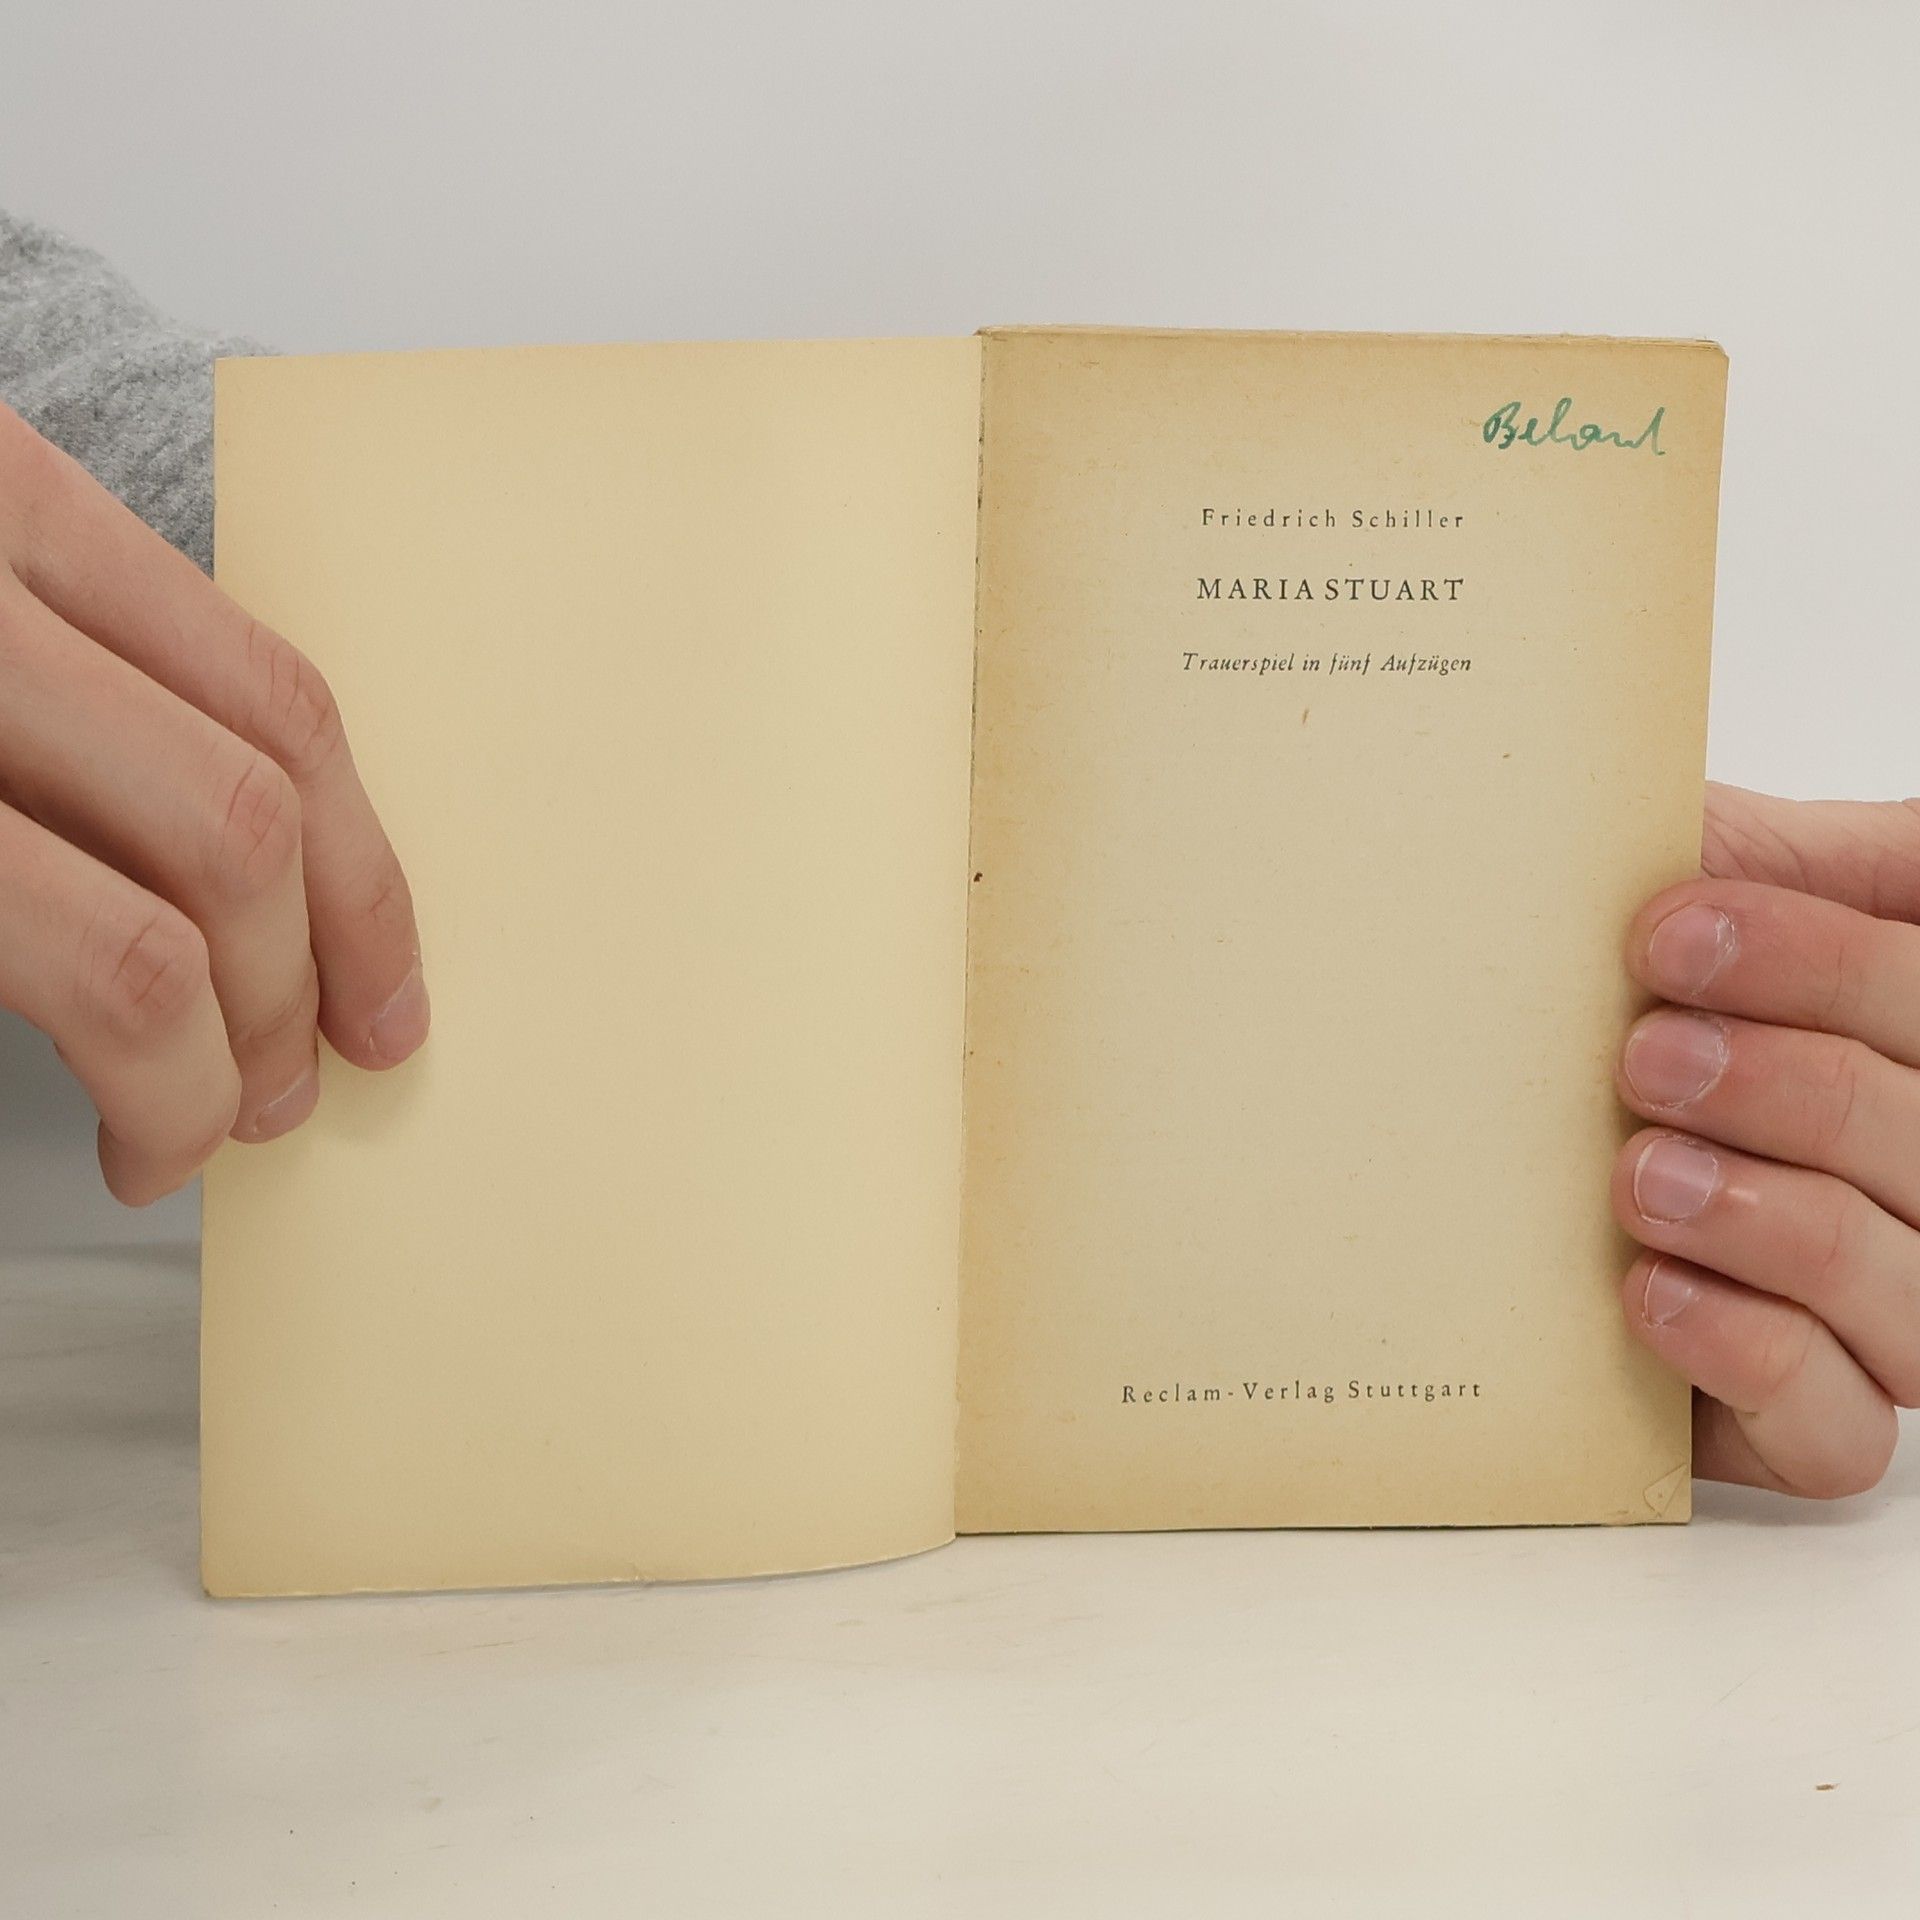 Friedrich Schiller
MARIA STUART
Trauerspiel in fünf Aufzügen
Reclam-Verlag Stuttgart